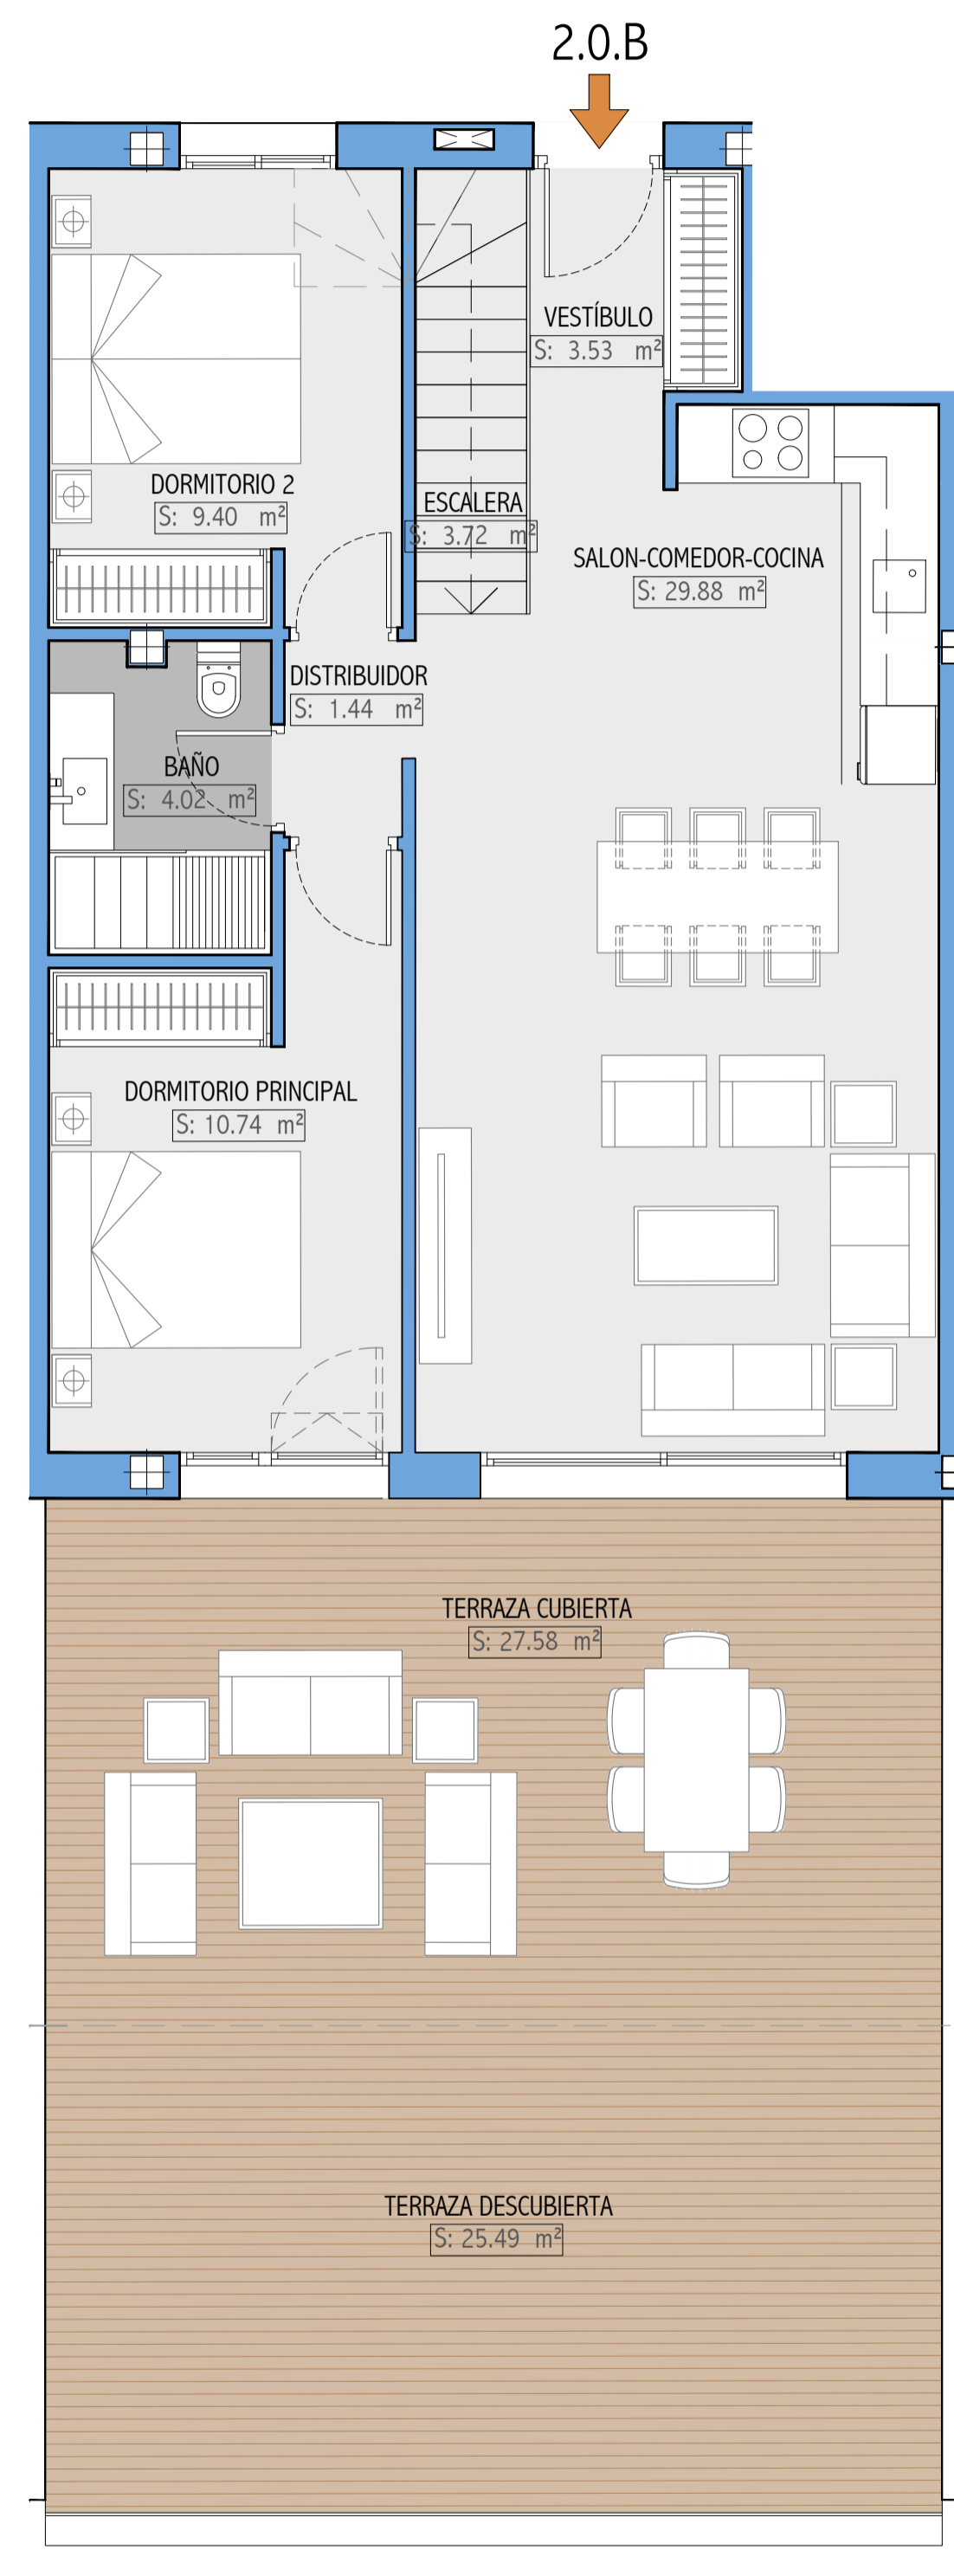 2.0.B
VESTÍBULO
S: 3.53 m²
DORMITORIO 2
S: 9.40 m²
ESCALERA
S: 3.72 m²
SALON-COMEDOR-COCINA
S: 29.88 m²
DISTRIBUIDOR
S: 1.44 m²
BAÑO
S: 4.02 m²
DORMITORIO PRINCIPAL
S: 10.74 m²
TERRAZA CUBIERTA
S: 27.58 m²
TERRAZA DESCUBIERTA
S: 25.49 m²